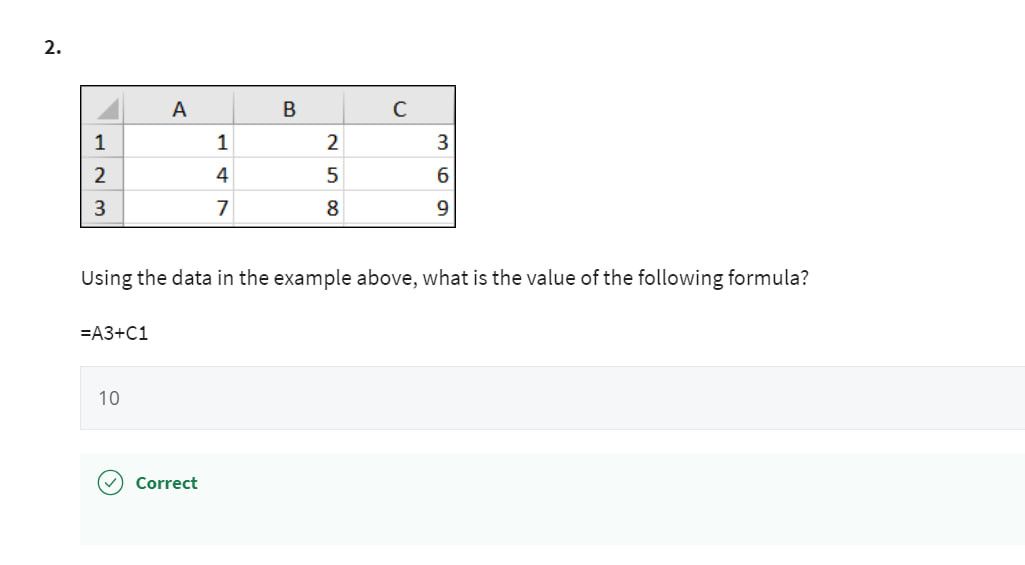 2.
A B C
1 1 2 3
2 4 5 6
3 7 8 9
Using the data in the example above, what is the value of the following formula?
=A3+C1
10
Correct